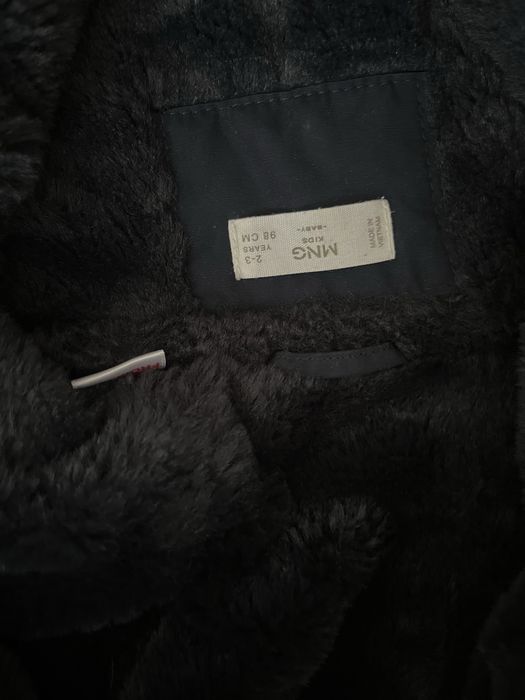 MNG
KIDS
-BABY-
2-3
YEARS
98 CM
MADE IN
VIETNAM